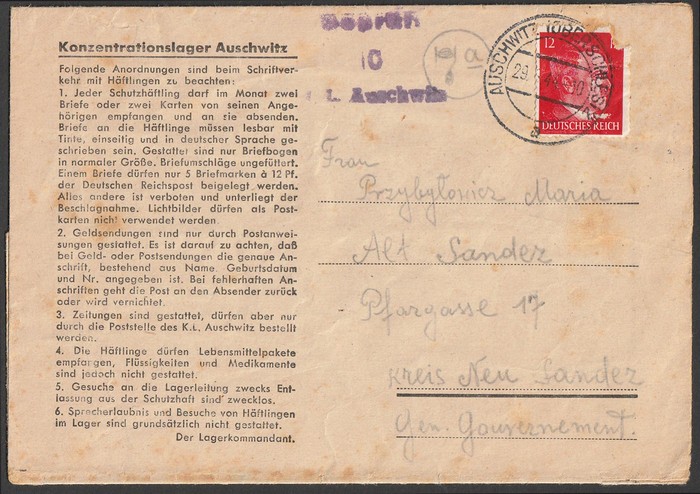 Konzentrationslager Auschwitz
Folgende Anordnungen sind beim Schriftver-
kehr mit Häftlingen zu beachten:
1. Jeder Schutzhäftling darf im Monat zwei
Briefe oder zwei Karten von seinen Ange-
hörigen empfangen und an sie absenden.
Briefe an die Häftlinge müssen lesbar mit
Tinte, einseitig und in deutscher Sprache ge-
schrieben sein. Gestattet sind nur Briefbogen
in normaler Größe. Briefumschläge ungefüttert.
Einem Briefe dürfen nur 5 Briefmarken à 12 Pf.
der Deutschen Reichspost beigelegt werden.
Alles andere ist verboten und unterliegt der
Beschlagnahme. Lichtbilder dürfen als Post-
karten nicht verwendet werden.
2. Geldsendungen sind nur durch Postanwei-
sungen gestattet. Es ist darauf zu achten, daß
bei Geld- oder Postsendungen die genaue An-
schrift, bestehend aus Name, Geburtsdatum
und Nr. angegeben ist. Bei fehlerhaften An-
schriften geht die Post an den Absender zurück
oder wird vernichtet.
3. Zeitungen sind gestattet, dürfen aber nur
durch die Poststelle des K.L. Auschwitz bestellt
werden.
4. Die Häftlinge dürfen Lebensmittelpakete
empfangen, Flüssigkeiten und Medikamente
sind jedoch nicht gestattet.
5. Gesuche an die Lagerleitung zwecks Ent-
lassung aus der Schutzhaft sind zwecklos.
6. Sprecherlaubnis und Besuche von Häftlingen
im Lager sind grundsätzlich nicht gestattet.
Der Lagerkommandant.
10
L. Auschwitz
a
AUSCHWITZ
29
12
DEUTSCHES REICH
Frau
Przybyłowicz Maria
Alt Sandez
Pfargasse 17
Kreis Neu Sandez
Gen. Gouvernement.